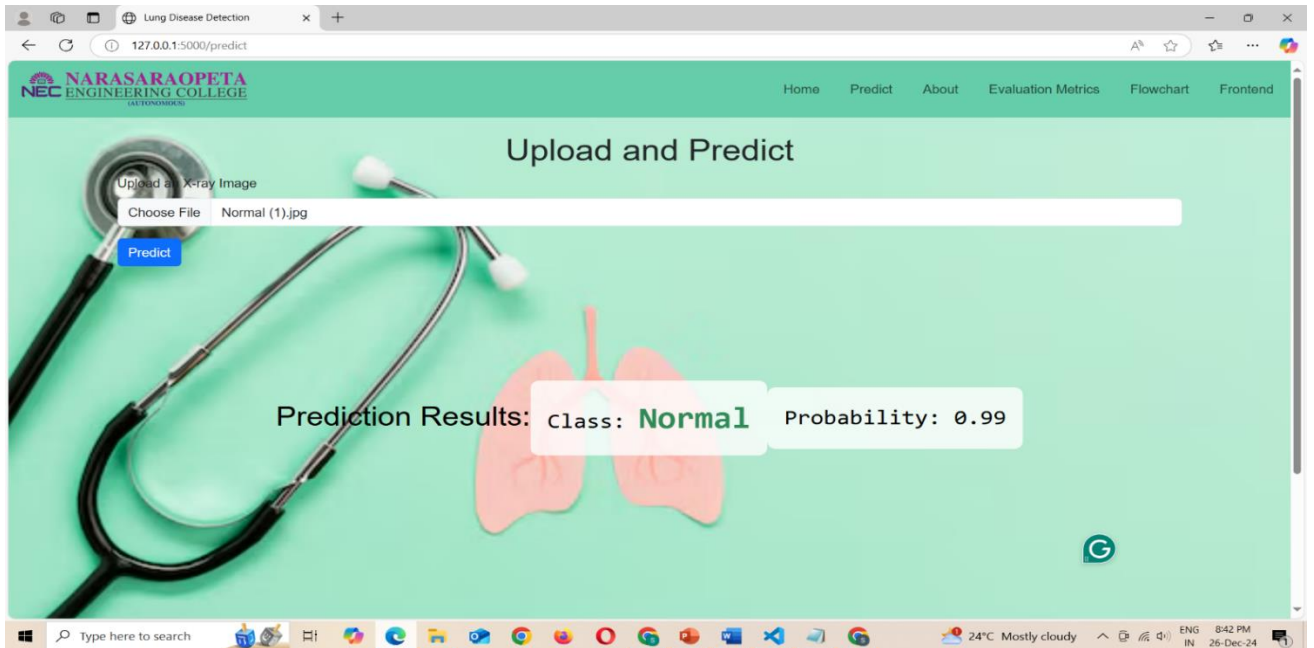 Lung Disease Detection
127.0.0.1:5000/predict
NEC NARASARAOPETA
ENGINEERING COLLEGE
(AUTONOMOUS)
Home Predict About Evaluation Metrics Flowchart Frontend
Upload and Predict
Upload an X-ray Image
Choose File Normal (1).jpg
Predict
Prediction Results: Class: Normal Probability: 0.99
G
Type here to search
24°C Mostly cloudy
ENG 8:42 PM
IN 26-Dec-24